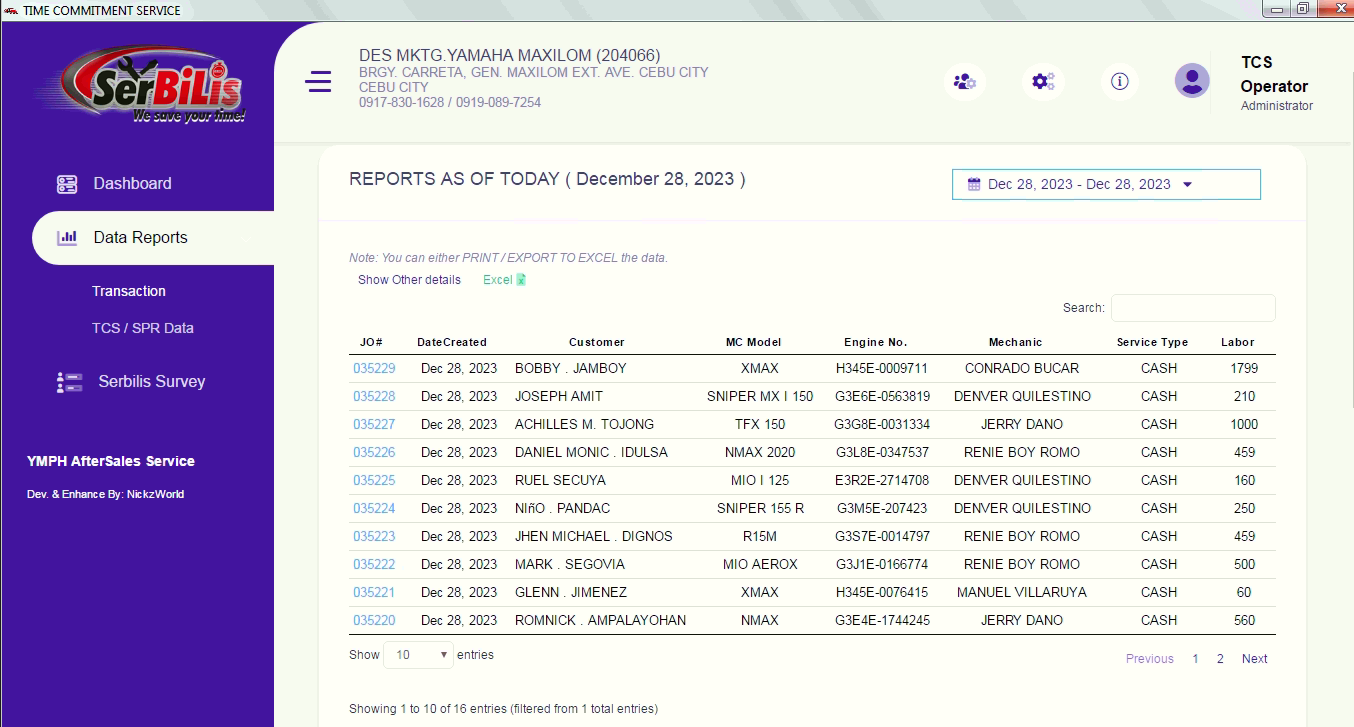 TIME COMMITMENT SERVICE
SerBiLis
We save your time!
DES MKTG.YAMAHA MAXILOM (204066)
BRGY. CARRETA, GEN. MAXILOM EXT. AVE. CEBU CITY
CEBU CITY
0917-830-1628 / 0919-089-7254
TCS
Operator
Administrator
Dashboard
Data Reports
Transaction
TCS / SPR Data
Serbilis Survey
YMPH AfterSales Service
Dev. & Enhance By: NickzWorld
REPORTS AS OF TODAY ( December 28, 2023 )
Dec 28, 2023 - Dec 28, 2023
Note: You can either PRINT / EXPORT TO EXCEL the data.
Show Other details Excel
Search:
JO# DateCreated Customer MC Model Engine No. Mechanic Service Type Labor
035229 Dec 28, 2023 BOBBY . JAMBOY XMAX H345E-0009711 CONRADO BUCAR CASH 1799
035228 Dec 28, 2023 JOSEPH AMIT SNIPER MX I 150 G3E6E-0563819 DENVER QUILESTINO CASH 210
035227 Dec 28, 2023 ACHILLES M. TOJONG TFX 150 G3G8E-0031334 JERRY DANO CASH 1000
035226 Dec 28, 2023 DANIEL MONIC . IDULSA NMAX 2020 G3L8E-0347537 RENIE BOY ROMO CASH 459
035225 Dec 28, 2023 RUEL SECUYA MIO I 125 E3R2E-2714708 DENVER QUILESTINO CASH 160
035224 Dec 28, 2023 NIñO . PANDAC SNIPER 155 R G3M5E-207423 DENVER QUILESTINO CASH 250
035223 Dec 28, 2023 JHEN MICHAEL . DIGNOS R15M G3S7E-0014797 RENIE BOY ROMO CASH 459
035222 Dec 28, 2023 MARK . SEGOVIA MIO AEROX G3J1E-0166774 RENIE BOY ROMO CASH 500
035221 Dec 28, 2023 GLENN . JIMENEZ XMAX H345E-0076415 MANUEL VILLARUYA CASH 60
035220 Dec 28, 2023 ROMNICK . AMPALAYOHAN NMAX G3E4E-1744245 JERRY DANO CASH 560
Show 10 entries
Previous 1 2 Next
Showing 1 to 10 of 16 entries (filtered from 1 total entries)